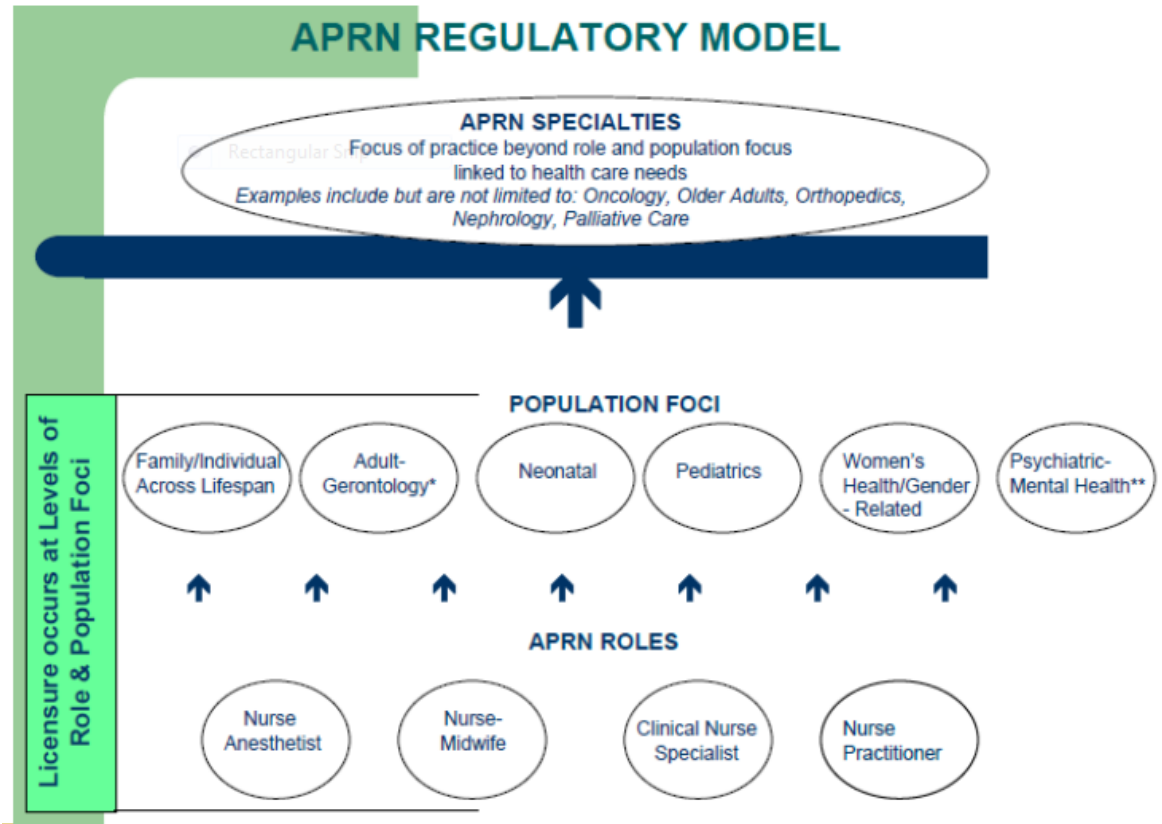 APRN REGULATORY MODEL
APRN SPECIALTIES
Focus of practice beyond role and population focus
linked to health care needs
Examples include but are not limited to: Oncology, Older Adults, Orthopedics,
Nephrology, Palliative Care
Rectangular Snip
Licensure occurs at Levels of
Role & Population Foci
POPULATION FOCI
Family/Individual
Across Lifespan
Adult-
Gerontology*
Neonatal
Pediatrics
Women's
Health/Gender
- Related
Psychiatric-
Mental Health**
APRN ROLES
Nurse
Anesthetist
Nurse-
Midwife
Clinical Nurse
Specialist
Nurse
Practitioner